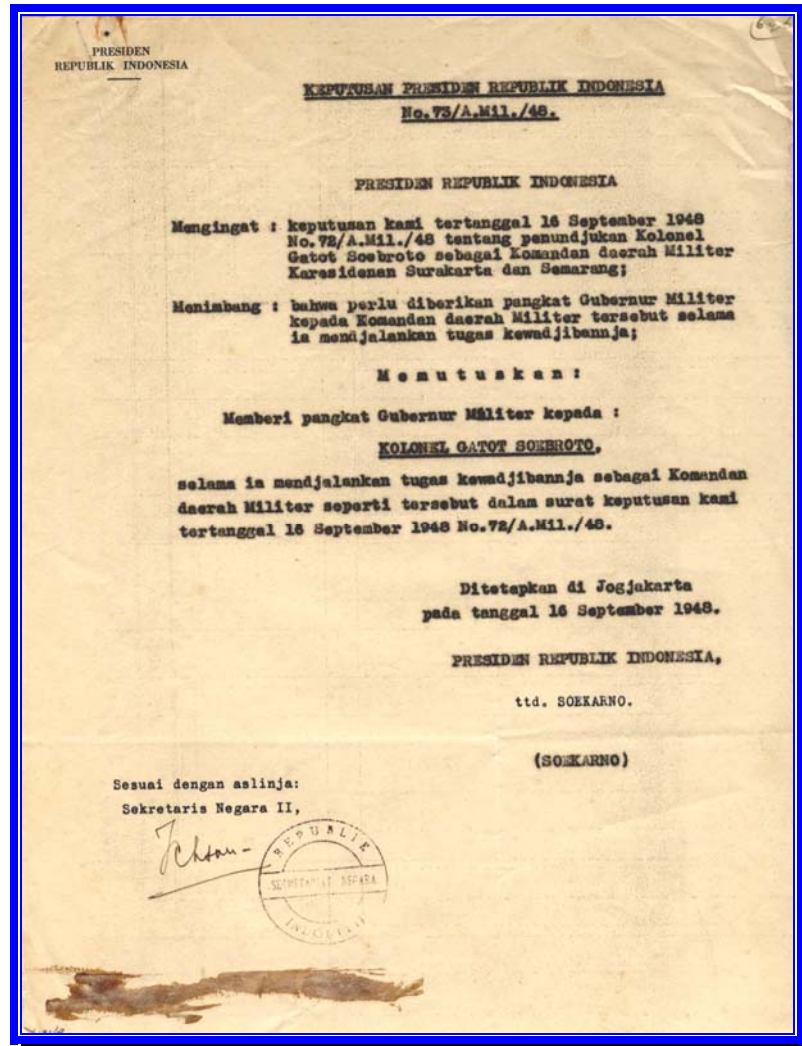 PRESIDEN
REPUBLIK INDONESIA
KEPUTUSAN PRESIDEN REPUBLIK INDONESIA
No.73/A.Mil./48.
PRESIDEN REPUBLIK INDONESIA
Mengingat : keputusan kami tertanggal 16 September 1948
No.72/A.Mil./48 tentang penundjukan Kolonel
Gatot Soebroto sebagai Komandan daerah Militer
Karesidenan Surakarta dan Semarang;
Menimbang : bahwa perlu diberikan pangkat Gubernur Militer
kepada Komandan daerah Militer tersebut selama
ia mendjalankan tugas kewadjibannja;
M e m u t u s k a n :
Memberi pangkat Gubernur Militer kepada :
KOLONEL GATOT SOEBROTO,
selama ia mendjalankan tugas kewadjibannja sebagai Komandan
daerah Militer seperti tersebut dalam surat keputusan kami
tertanggal 16 September 1948 No.72/A.Mil./48.
Ditetapkan di Jogjakarta
pada tanggal 16 September 1948.
PRESIDEN REPUBLIK INDONESIA,
ttd. SOEKARNO.
(SOEKARNO)
Sesuai dengan aslinja:
Sekretaris Negara II,
Ichsan
REPUBLIK
SECRETARIAT NEGARA